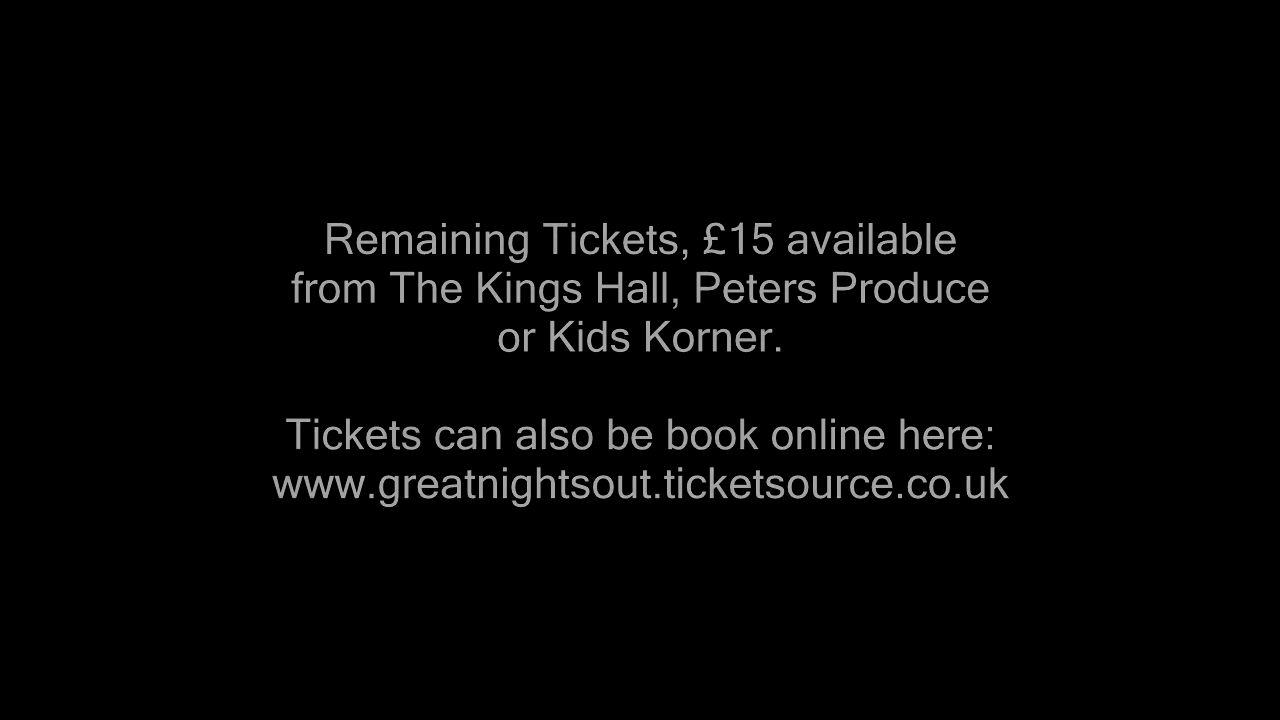 Remaining Tickets, £15 available
from The Kings Hall, Peters Produce
or Kids Korner.
Tickets can also be book online here:
www.greatnightsout.ticketsource.co.uk